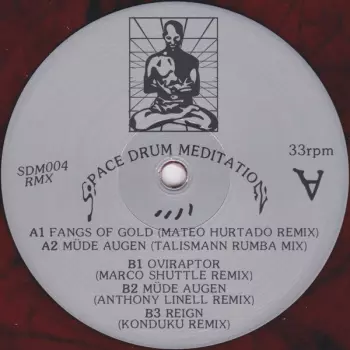 SPACE DRUM MEDITATION
SDM004
RMX
33rpm
A
A1 FANGS OF GOLD (MATEO HURTADO REMIX)
A2 MÜDE AUGEN (TALISMANN RUMBA MIX)
B1 OVIRAPTOR
(MARCO SHUTTLE REMIX)
B2 MÜDE AUGEN
(ANTHONY LINELL REMIX)
B3 REIGN
(KONDUKU REMIX)